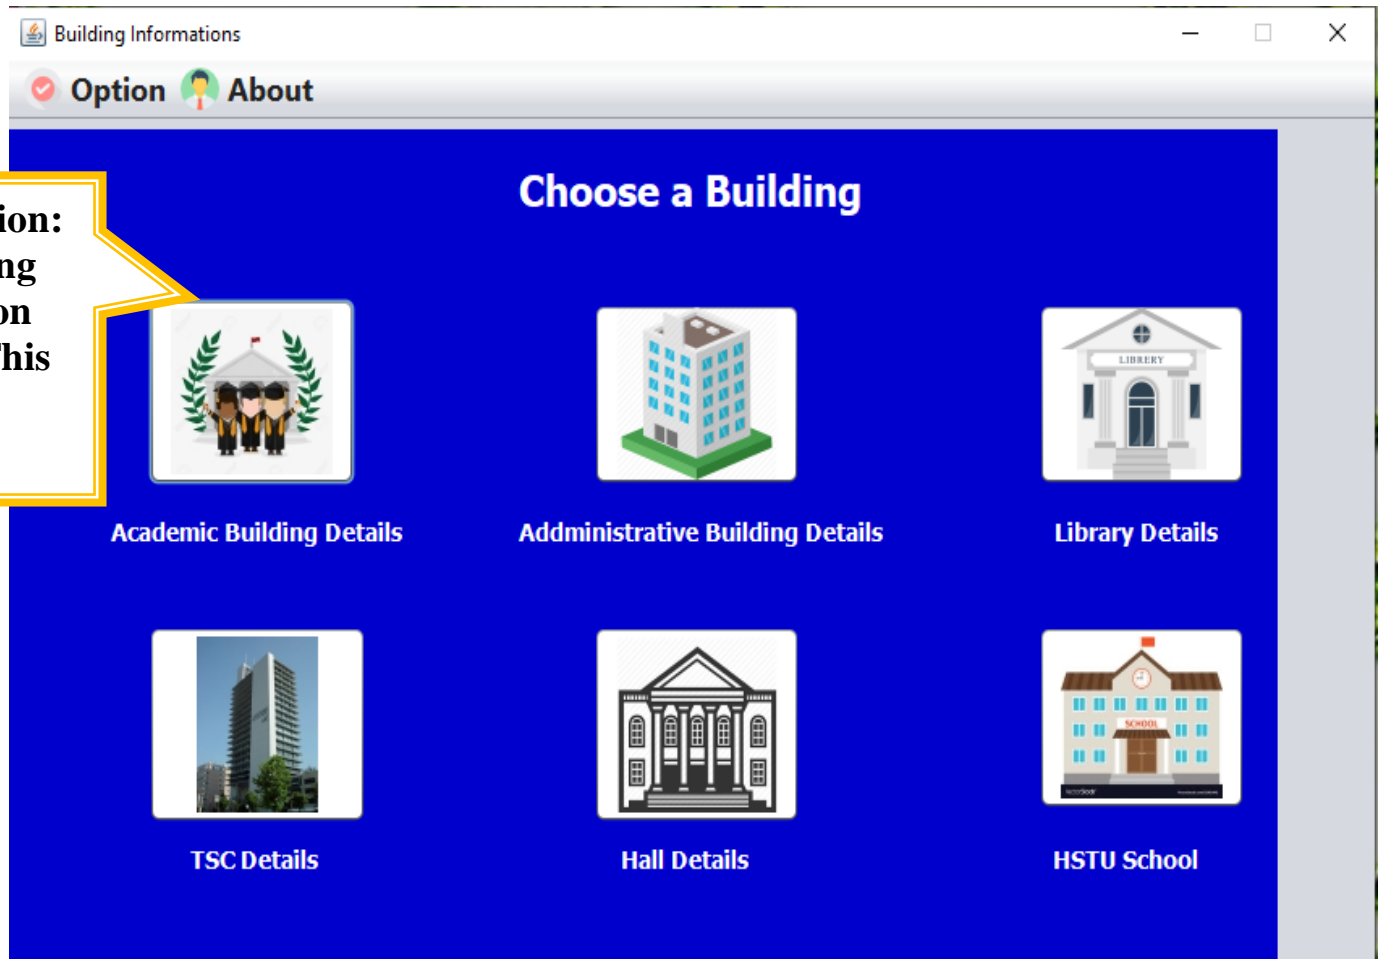 Building Informations
Option About
Choose a Building
ion:
ng
on
This
LIBRERY
Academic Building Details
Addministrative Building Details
Library Details
SCHOOL
TSC Details
Hall Details
HSTU School